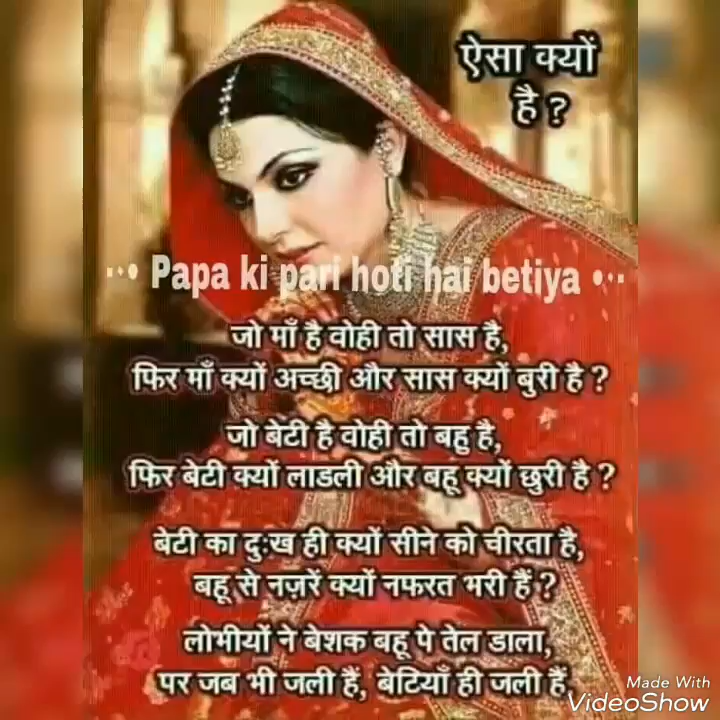 ऐसा क्यों
है ?
••• Papa ki pari hoti hai betiya •••
जो माँ है वोही तो सास है,
फिर माँ क्यों अच्छी और सास क्यों बुरी है ?
जो बेटी है वोही तो बहु है,
फिर बेटी क्यों लाडली और बहू क्यों छुरी है ?
बेटी का दुःख ही क्यों सीने को चीरता है,
बहू से नज़रें क्यों नफरत भरी हैं ?
लोभीयों ने बेशक बहू पे तेल डाला,
पर जब भी जली हैं, बेटियाँ ही जली हैं
Made With
VideoShow